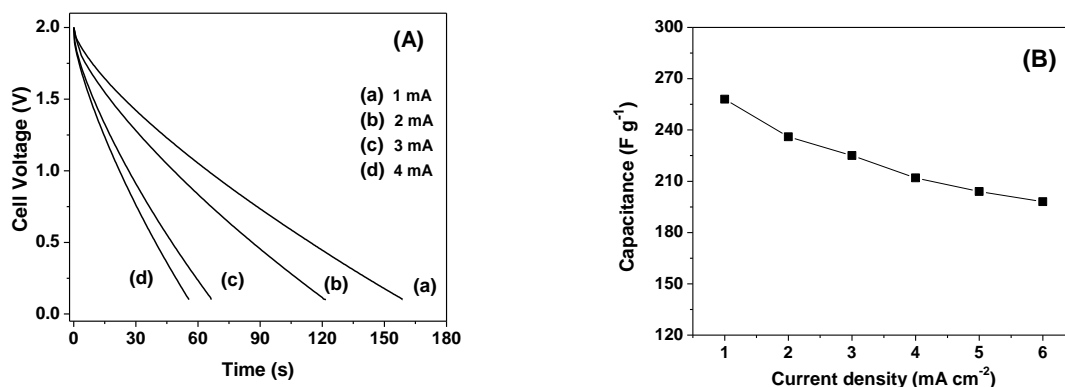 (A)
Cell Voltage (V)
2.0
1.5
1.0
0.5
0.0
(a) 1 mA
(b) 2 mA
(c) 3 mA
(d) 4 mA
(d)
(c)
(b)
(a)
0 30 60 90 120 150 180
Time (s)
(B)
Capacitance (F g⁻¹)
300
270
240
210
180
150
120
1 2 3 4 5 6
Current density (mA cm⁻²)